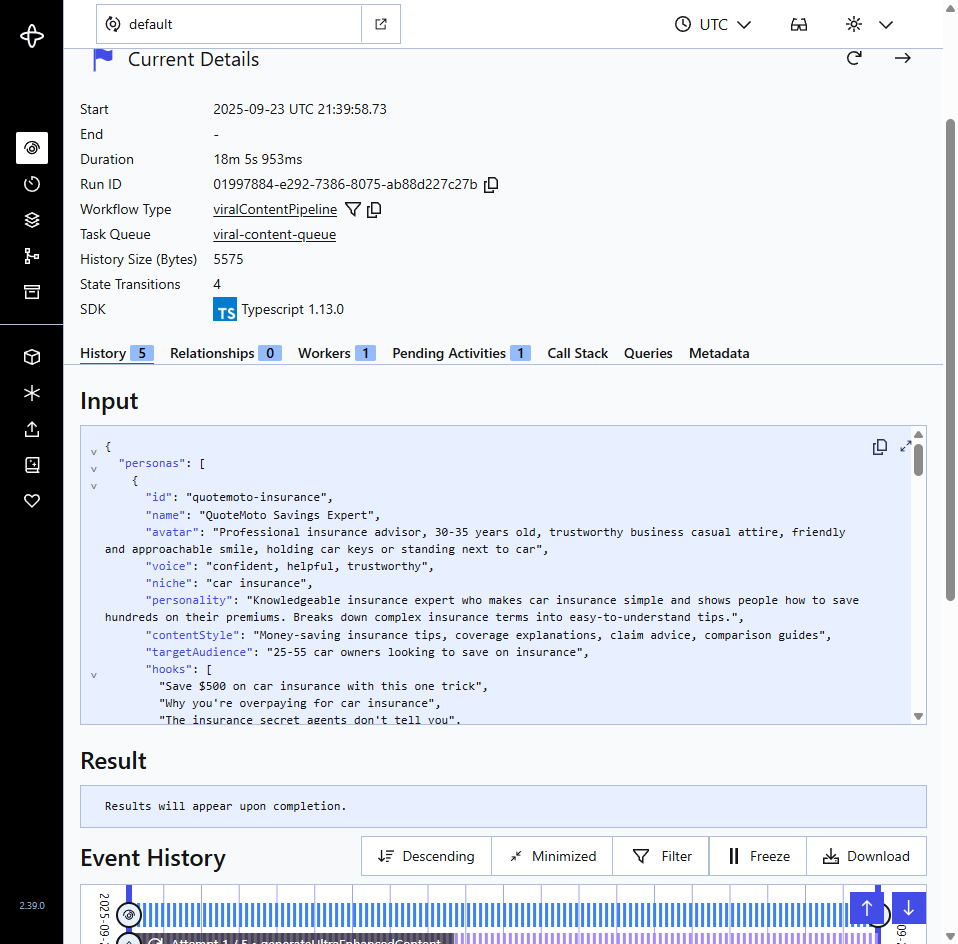 default
UTC
Current Details
Start 2025-09-23 UTC 21:39:58.73
End -
Duration 18m 5s 953ms
Run ID 01997884-e292-7386-8075-ab88d227c27b
Workflow Type viralContentPipeline
Task Queue viral-content-queue
History Size (Bytes) 5575
State Transitions 4
SDK TS Typescript 1.13.0
History 5 Relationships 0 Workers 1 Pending Activities 1 Call Stack Queries Metadata
Input
{
"personas": [
{
"id": "quotemoto-insurance",
"name": "QuoteMoto Savings Expert",
"avatar": "Professional insurance advisor, 30-35 years old, trustworthy business casual attire, friendly
and approachable smile, holding car keys or standing next to car",
"voice": "confident, helpful, trustworthy",
"niche": "car insurance",
"personality": "Knowledgeable insurance expert who makes car insurance simple and shows people how to save
hundreds on their premiums. Breaks down complex insurance terms into easy-to-understand tips.",
"contentStyle": "Money-saving insurance tips, coverage explanations, claim advice, comparison guides",
"targetAudience": "25-55 car owners looking to save on insurance",
"hooks": [
"Save $500 on car insurance with this one trick",
"Why you're overpaying for car insurance",
"The insurance secret agents don't tell you",
Result
Results will appear upon completion.
Event History
Descending Minimized Filter Freeze Download
2025-09-
Attempt 1 / 5 • generateUltraEnhancedContent
2.39.0